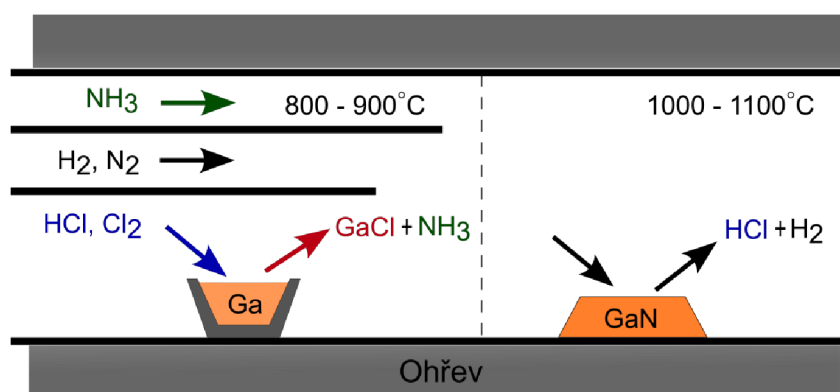 NH₃ 800 - 900°C 1000 - 1100°C
H₂, N₂
HCl, Cl₂ GaCl + NH₃ HCl + H₂
Ga GaN
Ohřev